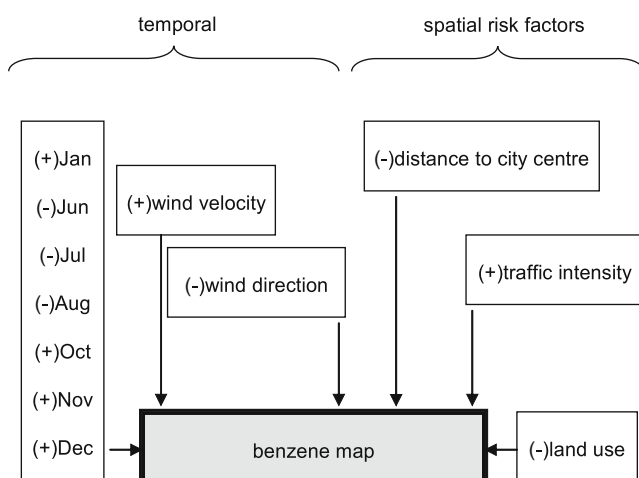 temporal
spatial risk factors
(+)Jan
(-)Jun
(-)Jul
(-)Aug
(+)Oct
(+)Nov
(+)Dec
(+)wind velocity
(-)wind direction
(-)distance to city centre
(+)traffic intensity
benzene map
(-)land use